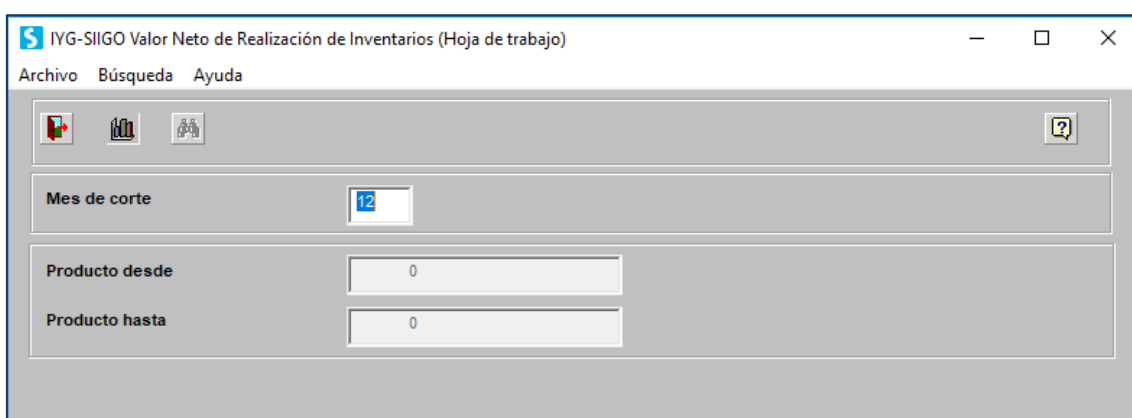 IYG-SIIGO Valor Neto de Realización de Inventarios (Hoja de trabajo)
Archivo Búsqueda Ayuda
Mes de corte 12
Producto desde 0
Producto hasta 0